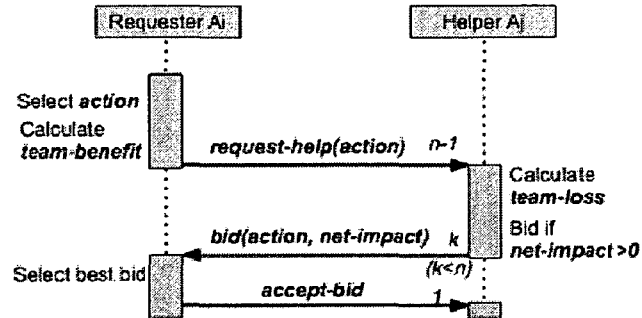 Requester Ai
Helper Aj
Select action
Calculate
team-benefit
request-help(action) n-1
Calculate
team-loss
Bid if
net-impact>0
bid(action, net-impact) k
(k<n)
Select best bid
accept-bid 1